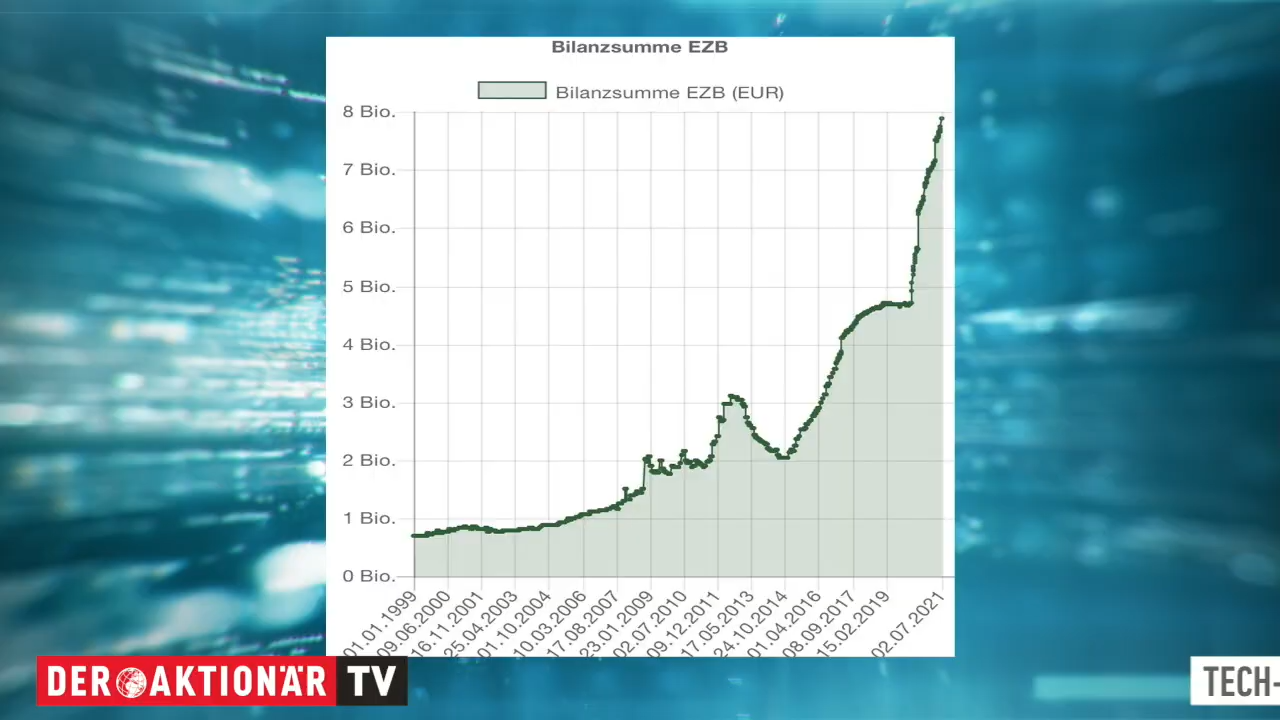 Bilanzsumme EZB
Bilanzsumme EZB (EUR)
8 Bio.
7 Bio.
6 Bio.
5 Bio.
4 Bio.
3 Bio.
2 Bio.
1 Bio.
0 Bio.
01.01.1999
09.06.2000
16.11.2001
25.04.2003
01.10.2004
10.03.2006
17.08.2007
23.01.2009
02.07.2010
09.12.2011
17.05.2013
24.10.2014
01.04.2016
08.09.2017
15.02.2019
02.07.2021
DER AKTIONÄR TV
TECH-